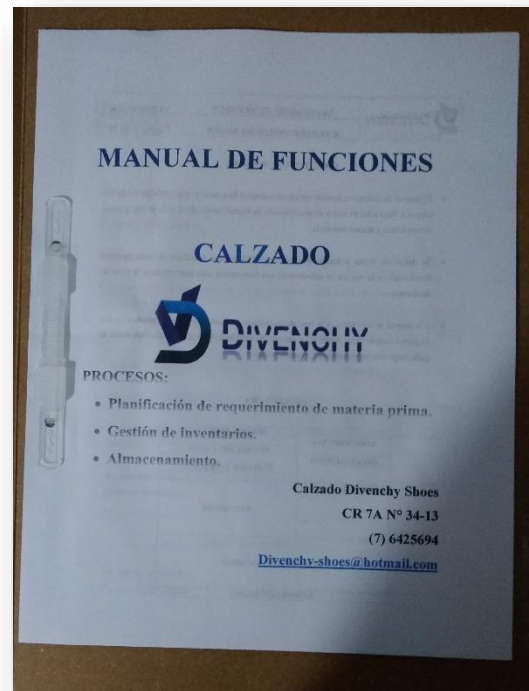 MANUAL DE FUNCIONES
CALZADO
DIVENCHY
PROCESOS:
• Planificación de requerimiento de materia prima.
• Gestión de inventarios.
• Almacenamiento.
Calzado Divenchy Shoes
CR 7A N° 34-13
(7) 6425694
Divenchy-shoes@hotmail.com